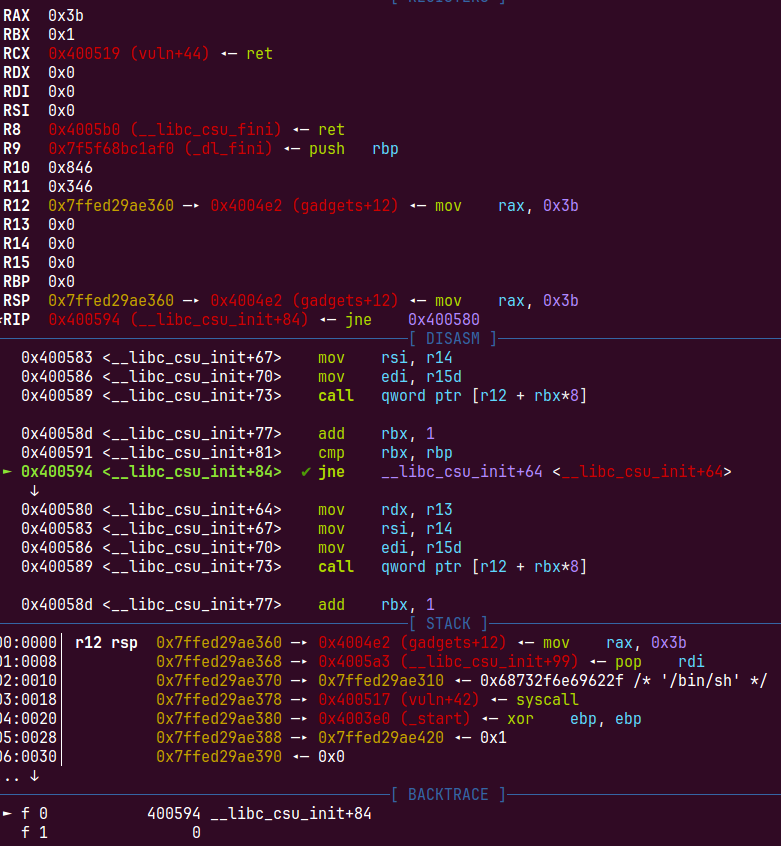 [ REGISTERS ]
RAX  0x3b
RBX  0x1
RCX  0x400519 (vuln+44) ◂— ret
RDX  0x0
RDI  0x0
RSI  0x0
R8   0x4005b0 (__libc_csu_fini) ◂— ret
R9   0x7f5f68bc1af0 (_dl_fini) ◂— push   rbp
R10  0x846
R11  0x346
R12  0x7ffed29ae360 —▸ 0x4004e2 (gadgets+12) ◂— mov    rax, 0x3b
R13  0x0
R14  0x0
R15  0x0
RBP  0x0
RSP  0x7ffed29ae360 —▸ 0x4004e2 (gadgets+12) ◂— mov    rax, 0x3b
*RIP  0x400594 (__libc_csu_init+84) ◂— jne    0x400580
[ DISASM ]
0x400583 <__libc_csu_init+67>    mov    rsi, r14
0x400586 <__libc_csu_init+70>    mov    edi, r15d
0x400589 <__libc_csu_init+73>    call   qword ptr [r12 + rbx*8]
0x40058d <__libc_csu_init+77>    add    rbx, 1
0x400591 <__libc_csu_init+81>    cmp    rbx, rbp
► 0x400594 <__libc_csu_init+84>  ✔ jne    __libc_csu_init+64 <__libc_csu_init+64>
↓
0x400580 <__libc_csu_init+64>    mov    rdx, r13
0x400583 <__libc_csu_init+67>    mov    rsi, r14
0x400586 <__libc_csu_init+70>    mov    edi, r15d
0x400589 <__libc_csu_init+73>    call   qword ptr [r12 + rbx*8]
0x40058d <__libc_csu_init+77>    add    rbx, 1
[ STACK ]
00:0000│ r12 rsp  0x7ffed29ae360 —▸ 0x4004e2 (gadgets+12) ◂— mov    rax, 0x3b
01:0008│          0x7ffed29ae368 —▸ 0x4005a3 (__libc_csu_init+99) ◂— pop    rdi
02:0010│          0x7ffed29ae370 —▸ 0x7ffed29ae310 ◂— 0x68732f6e69622f /* '/bin/sh' */
03:0018│          0x7ffed29ae378 —▸ 0x400517 (vuln+42) ◂— syscall
04:0020│          0x7ffed29ae380 —▸ 0x4003e0 (_start) ◂— xor    ebp, ebp
05:0028│          0x7ffed29ae388 —▸ 0x7ffed29ae420 ◂— 0x1
06:0030│          0x7ffed29ae390 ◂— 0x0
... ↓
[ BACKTRACE ]
► f 0           400594 __libc_csu_init+84
f 1                0